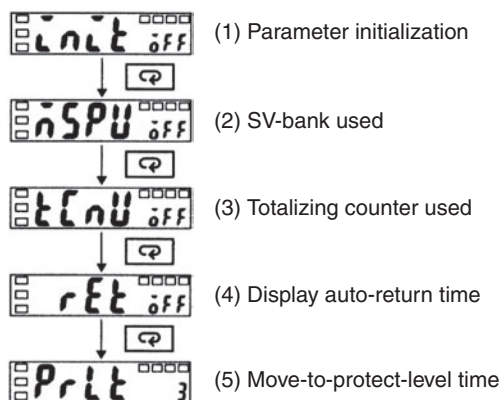 init oFF (1) Parameter initialization
mSPU oFF (2) SV-bank used
tCnU oFF (3) Totalizing counter used
rEt oFF (4) Display auto-return time
PrLt 3 (5) Move-to-protect-level time